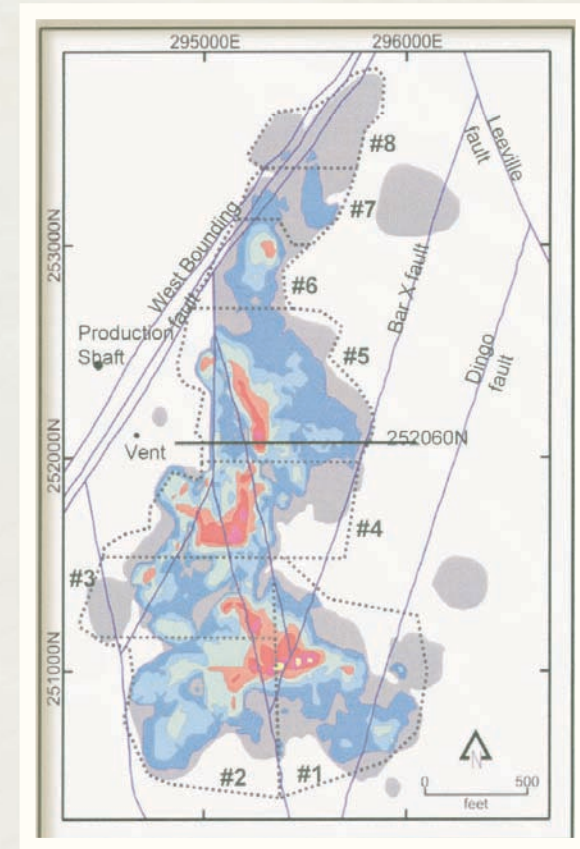 295000E
296000E
#8
Leeville
fault
#7
West Bounding
fault
253000N
Bar X fault
#6
Production
Shaft
#5
Dingo
fault
252060N
Vent
252000N
#4
#3
251000N
#2
#1
N
0
500
feet